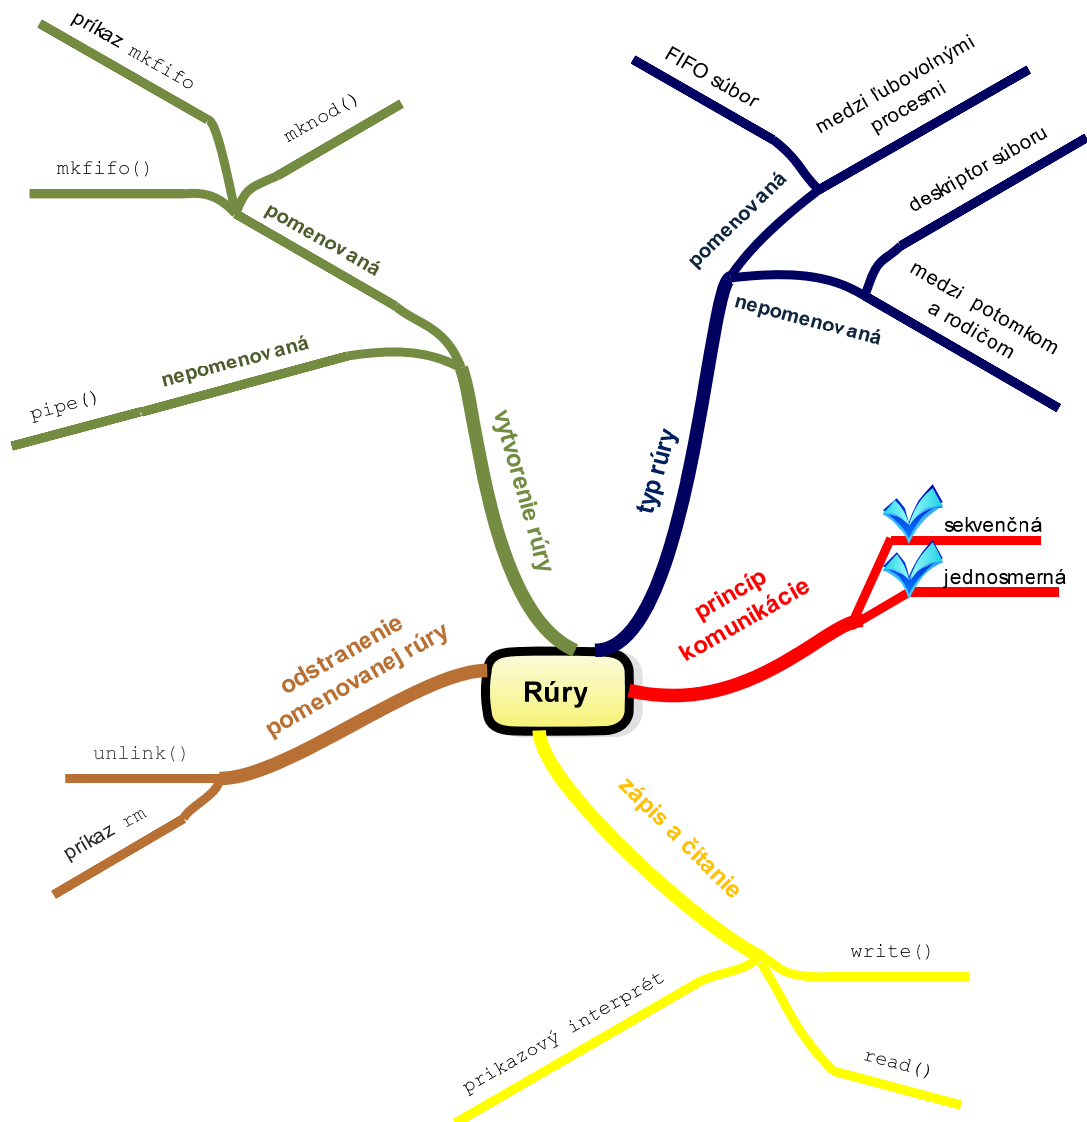 príkaz mkfifo
mknod()
mkfifo()
pomenovaná
nepomenovaná
pipe()
vytvorenie rúry
FIFO súbor
medzi ľubovolnými
procesmi
pomenovaná
deskriptor súboru
nepomenovaná
medzi potomkom
a rodičom
typ rúry
sekvenčná
jednosmerná
princíp
komunikácie
Rúry
odstranenie
pomenovanej rúry
unlink()
príkaz rm
zápis a čítanie
write()
read()
prikazový interprét